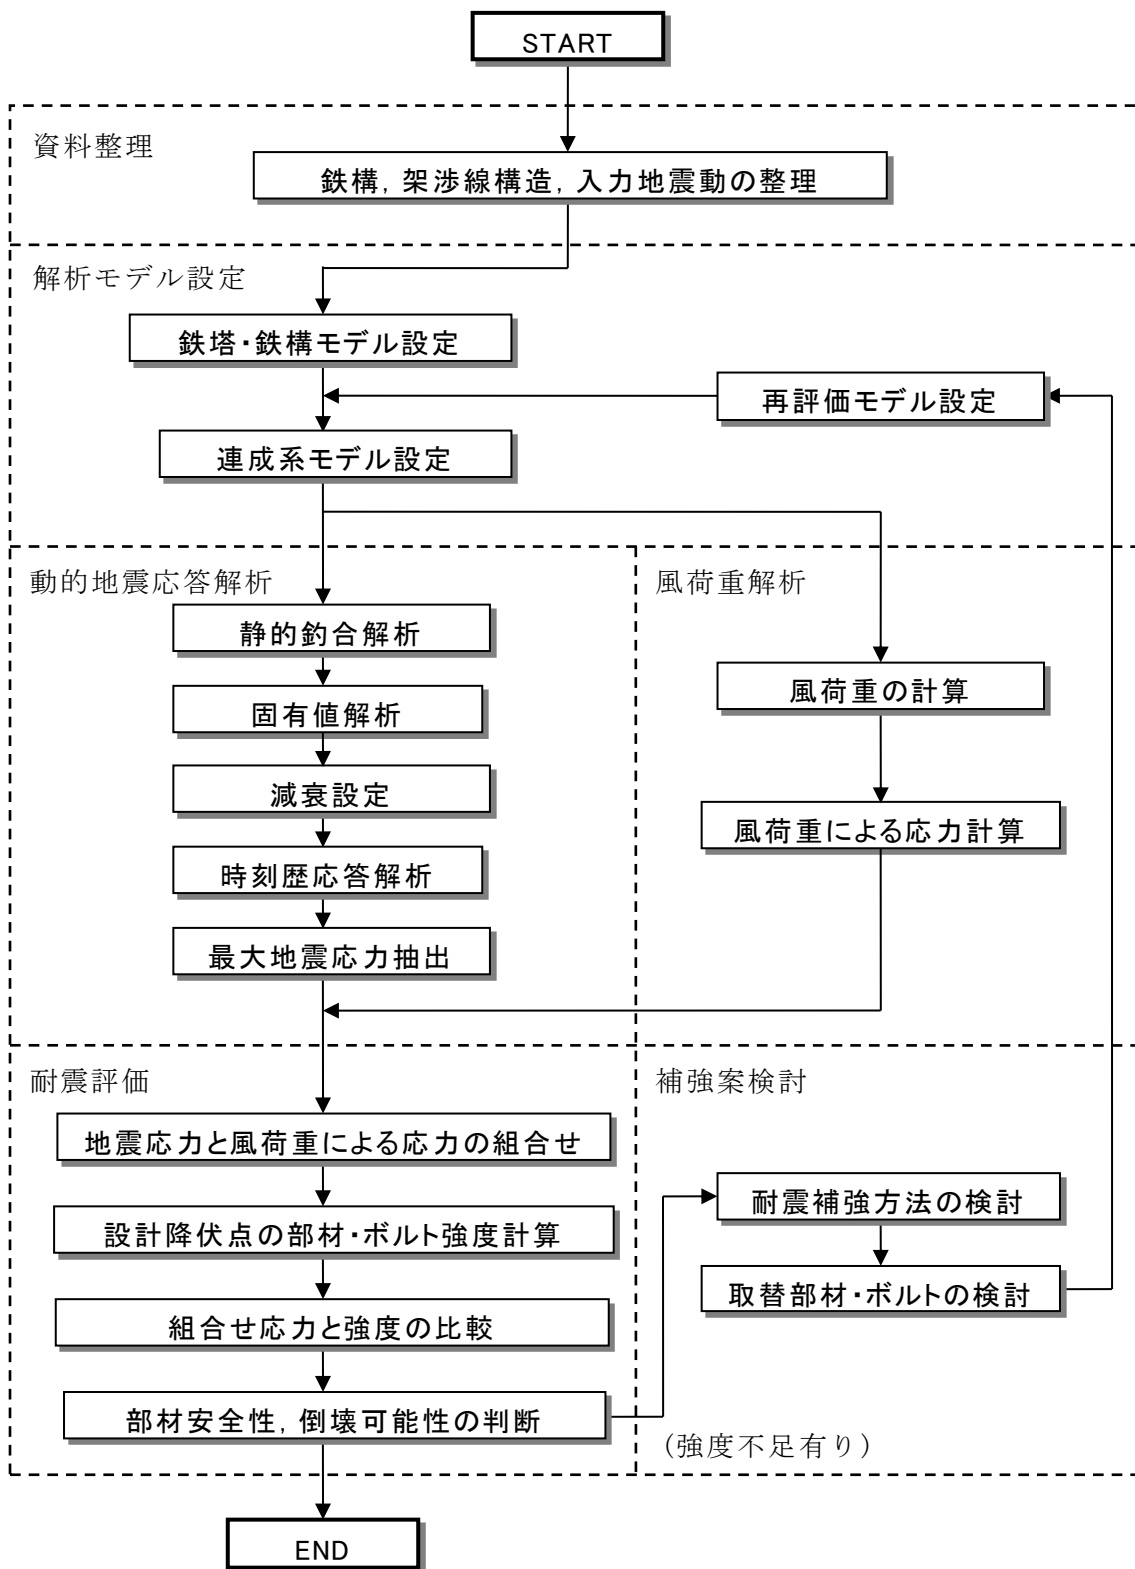 START
資料整理
鉄構，架渉線構造，入力地震動の整理
解析モデル設定
鉄塔・鉄構モデル設定
再評価モデル設定
連成系モデル設定
動的地震応答解析
静的釣合解析
固有値解析
減衰設定
時刻歴応答解析
最大地震応力抽出
風荷重解析
風荷重の計算
風荷重による応力計算
耐震評価
地震応力と風荷重による応力の組合せ
設計降伏点の部材・ボルト強度計算
組合せ応力と強度の比較
部材安全性，倒壊可能性の判断
補強案検討
耐震補強方法の検討
取替部材・ボルトの検討
（強度不足有り）
END